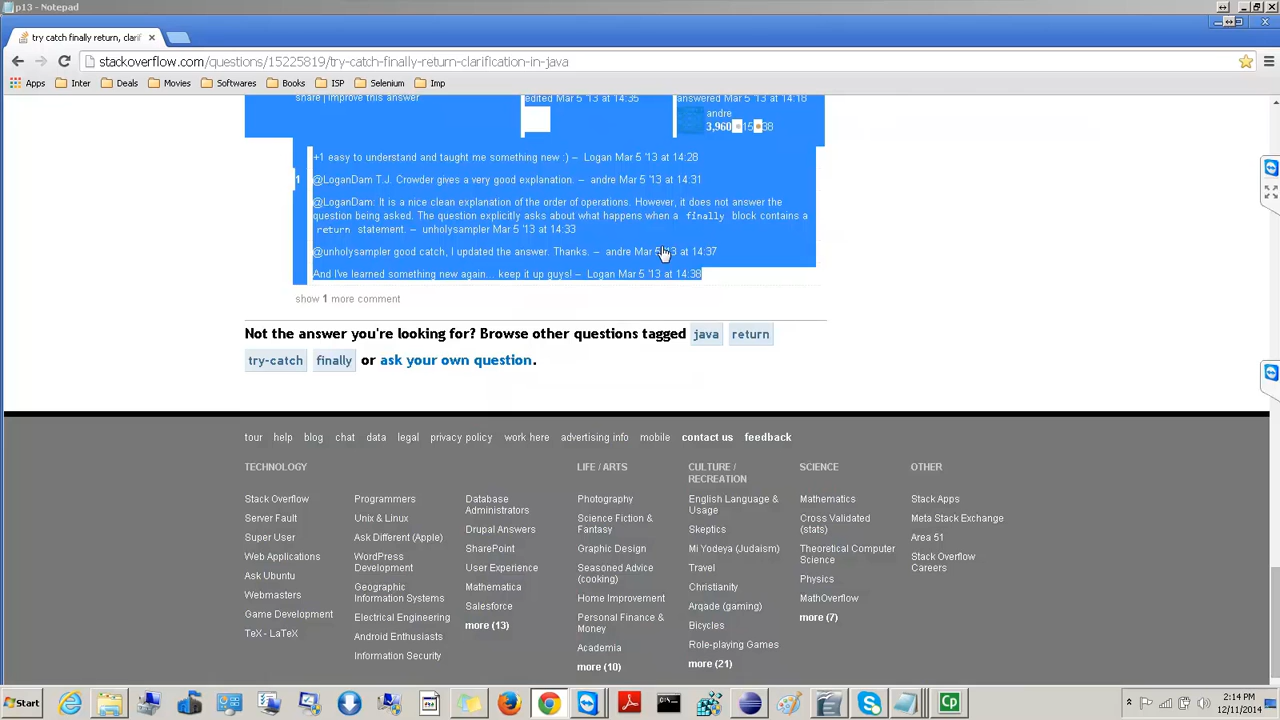 p13 - Notepad
try catch finally return, clarif
stackoverflow.com/questions/15225819/try-catch-finally-return-clarification-in-java
Apps Inter Deals Movies Softwares Books ISP Selenium Imp
share | improve this answer
edited Mar 5 '13 at 14:35
answered Mar 5 '13 at 14:18
andre
3,960 15 38
+1 easy to understand and taught me something new :) – Logan Mar 5 '13 at 14:28
1 @LoganDam T.J. Crowder gives a very good explanation. – andre Mar 5 '13 at 14:31
@LoganDam: It is a nice clean explanation of the order of operations. However, it does not answer the
question being asked. The question explicitly asks about what happens when a finally block contains a
return statement. – unholysampler Mar 5 '13 at 14:33
@unholysampler good catch, I updated the answer. Thanks. – andre Mar 5 '13 at 14:37
And I've learned something new again... keep it up guys! – Logan Mar 5 '13 at 14:38
show 1 more comment
Not the answer you're looking for? Browse other questions tagged java return
try-catch finally or ask your own question.
tour help blog chat data legal privacy policy work here advertising info mobile contact us feedback
TECHNOLOGY
Stack Overflow
Server Fault
Super User
Web Applications
Ask Ubuntu
Webmasters
Game Development
TeX - LaTeX
Programmers
Unix & Linux
Ask Different (Apple)
WordPress
Development
Geographic
Information Systems
Electrical Engineering
Android Enthusiasts
Information Security
Database
Administrators
Drupal Answers
SharePoint
User Experience
Mathematica
Salesforce
more (13)
LIFE / ARTS
Photography
Science Fiction &
Fantasy
Graphic Design
Seasoned Advice
(cooking)
Home Improvement
Personal Finance &
Money
Academia
more (10)
CULTURE /
RECREATION
English Language &
Usage
Skeptics
Mi Yodeya (Judaism)
Travel
Christianity
Arqade (gaming)
Bicycles
Role-playing Games
more (21)
SCIENCE
Mathematics
Cross Validated
(stats)
Theoretical Computer
Science
Physics
MathOverflow
more (7)
OTHER
Stack Apps
Meta Stack Exchange
Area 51
Stack Overflow
Careers
Start
2:14 PM
12/11/2014